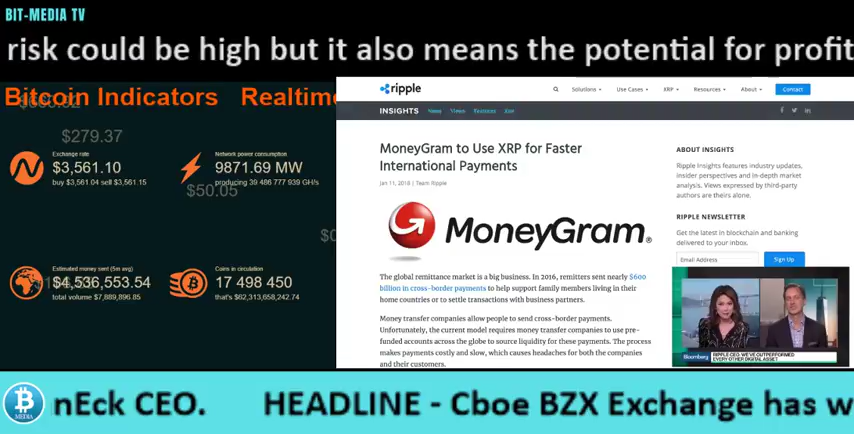 BIT-MEDIA TV
risk could be high but it also means the potential for profit
Bitcoin Indicators Realtime
$279.37
Exchange rate
$3,561.10
buy $3,561.04 sell $3,561.15
Network power consumption
9871.69 MW
producing 39 486 777 939 GH/s
$50.05
Estimated money sent (5m avg)
$4,536,553.54
total volume $7,889,896.85
Coins in circulation
17 498 450
that's $62,313,658,242.74
ripple
Solutions Use Cases XRP Resources About Contact
INSIGHTS News Views Features
MoneyGram to Use XRP for Faster
International Payments
Jan 11, 2018 | Team Ripple
MoneyGram®
The global remittance market is a big business. In 2016, remitters sent nearly $600
billion in cross-border payments to help support family members living in their
home countries or to settle transactions with business partners.
Money transfer companies allow people to send cross-border payments.
Unfortunately, the current model requires money transfer companies to use pre-
funded accounts across the globe to source liquidity for these payments. The process
makes payments costly and slow, which causes headaches for both the companies
and their customers.
ABOUT INSIGHTS
Ripple Insights features industry updates,
insider perspectives and in-depth market
analysis. Views expressed by third-party
authors are theirs alone.
RIPPLE NEWSLETTER
Get the latest in blockchain and banking
delivered to your inbox.
Email Address Sign Up
Bloomberg
RIPPLE CEO: WE'VE OUTPERFORMED
EVERY OTHER DIGITAL ASSET
B MEDIA
nEck CEO. HEADLINE - Cboe BZX Exchange has w